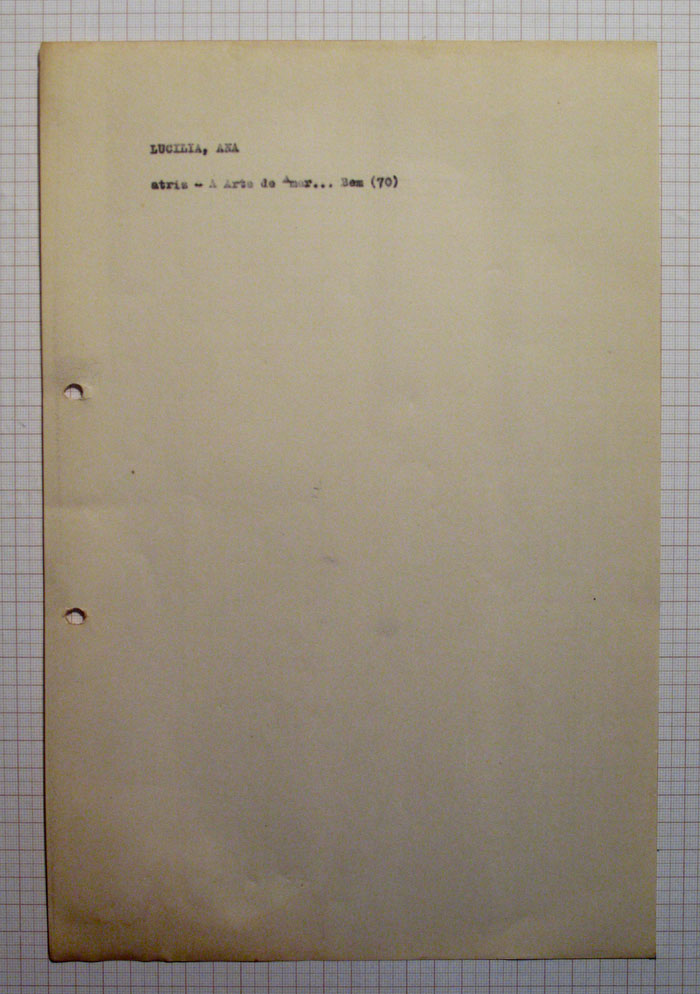 LUCILIA, ANA
atriz - A Arte de Amar... Bem (70)